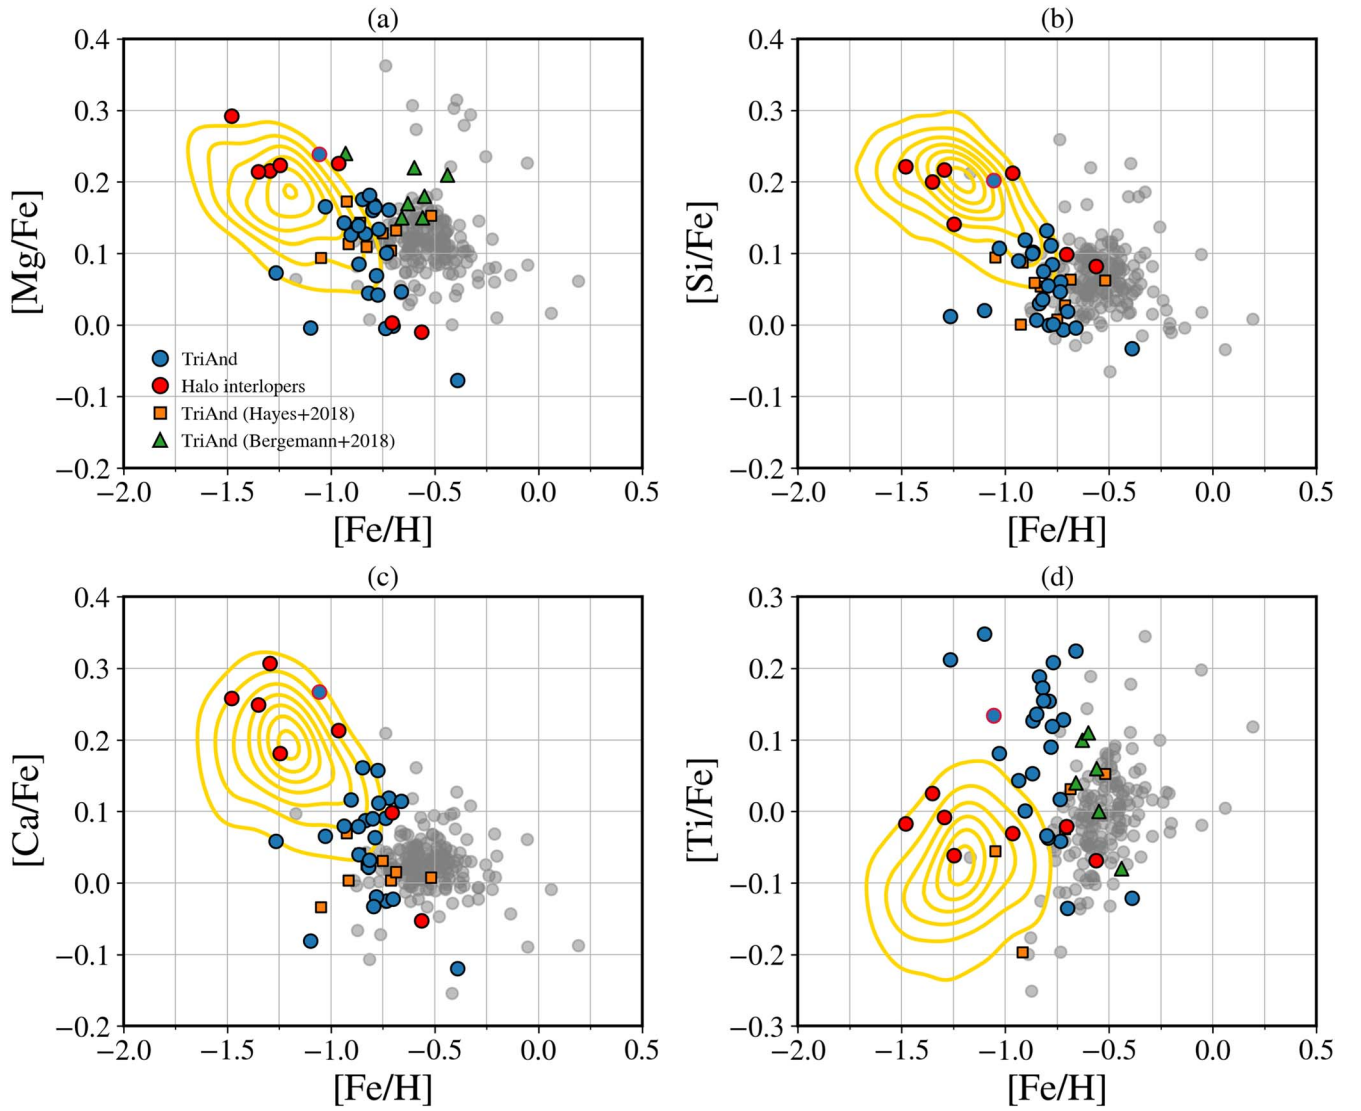 (a)
0.4
0.3
0.2
0.1
0.0
−0.1
−0.2
[Mg/Fe]
TriAnd
Halo interlopers
TriAnd (Hayes+2018)
TriAnd (Bergemann+2018)
−2.0 −1.5 −1.0 −0.5 0.0 0.5
[Fe/H]
(b)
0.4
0.3
0.2
0.1
0.0
−0.1
−0.2
[Si/Fe]
−2.0 −1.5 −1.0 −0.5 0.0 0.5
[Fe/H]
(c)
0.4
0.3
0.2
0.1
0.0
−0.1
−0.2
[Ca/Fe]
−2.0 −1.5 −1.0 −0.5 0.0 0.5
[Fe/H]
(d)
0.3
0.2
0.1
0.0
−0.1
−0.2
−0.3
[Ti/Fe]
−2.0 −1.5 −1.0 −0.5 0.0 0.5
[Fe/H]